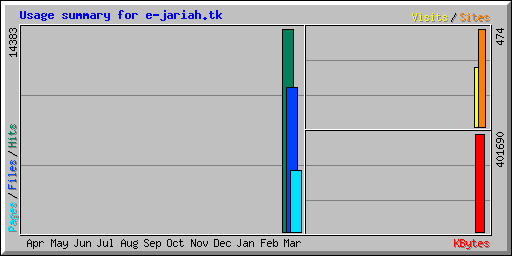 Usage summary for e-jariah.tk
Visits/Sites
14383
474
Pages/Files/Hits
401690
Apr May Jun Jul Aug Sep Oct Nov Dec Jan Feb Mar
KBytes